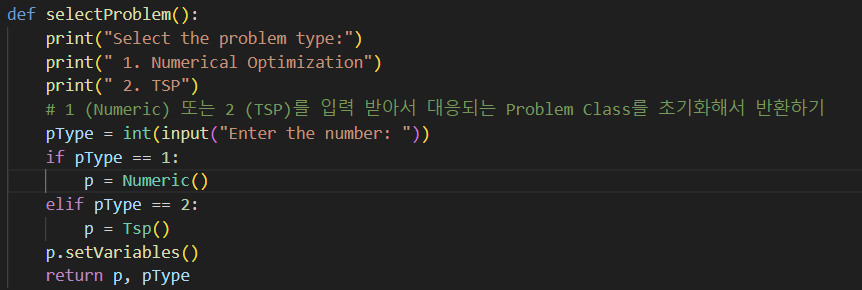 def selectProblem():
    print("Select the problem type:")
    print(" 1. Numerical Optimization")
    print(" 2. TSP")
    # 1 (Numeric) 또는 2 (TSP)를 입력 받아서 대응되는 Problem Class를 초기화해서 반환하기
    pType = int(input("Enter the number: "))
    if pType == 1:
        p = Numeric()
    elif pType == 2:
        p = Tsp()
    p.setVariables()
    return p, pType